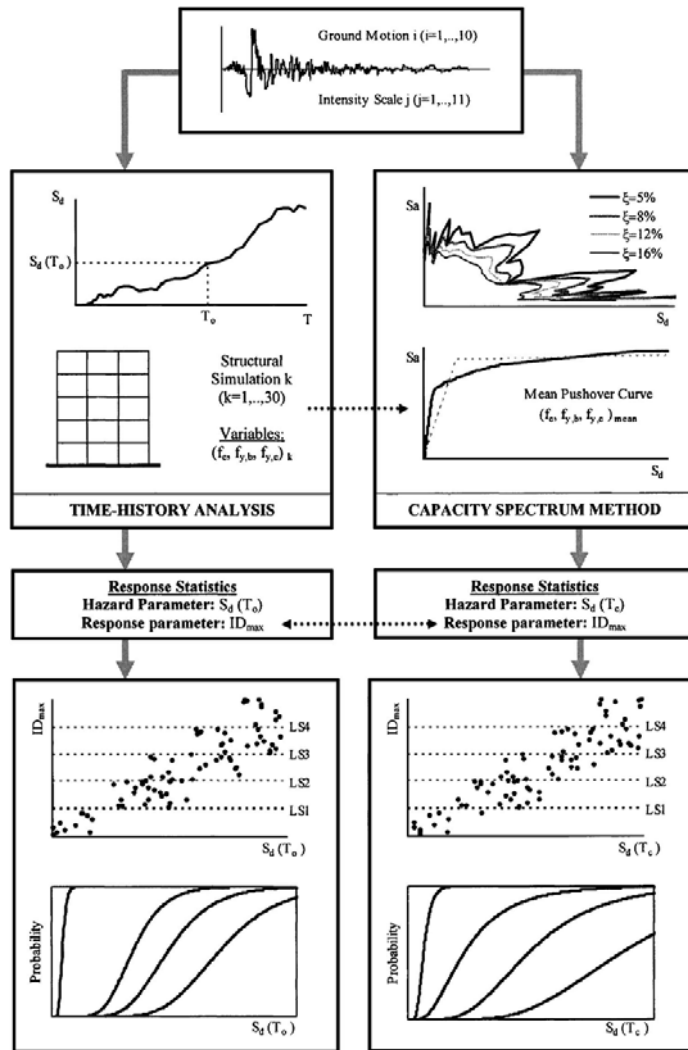 Ground Motion i (i=1,..,10)
Intensity Scale j (j=1,..,11)
S_d
S_d (T_o)
T_o
T
Structural
Simulation k
(k=1,..,30)
Variables:
(f_c, f_y,b, f_y,c)_k
TIME-HISTORY ANALYSIS
Sa
ξ=5%
ξ=8%
ξ=12%
ξ=16%
S_d
Sa
Mean Pushover Curve
(f_c, f_y,b, f_y,c)_mean
S_d
CAPACITY SPECTRUM METHOD
Response Statistics
Hazard Parameter: S_d (T_o)
Response parameter: ID_max
Response Statistics
Hazard Parameter: S_d (T_c)
Response parameter: ID_max
ID_max
LS4
LS3
LS2
LS1
S_d (T_o)
Probability
S_d (T_o)
ID_max
LS4
LS3
LS2
LS1
S_d (T_c)
Probability
S_d (T_c)